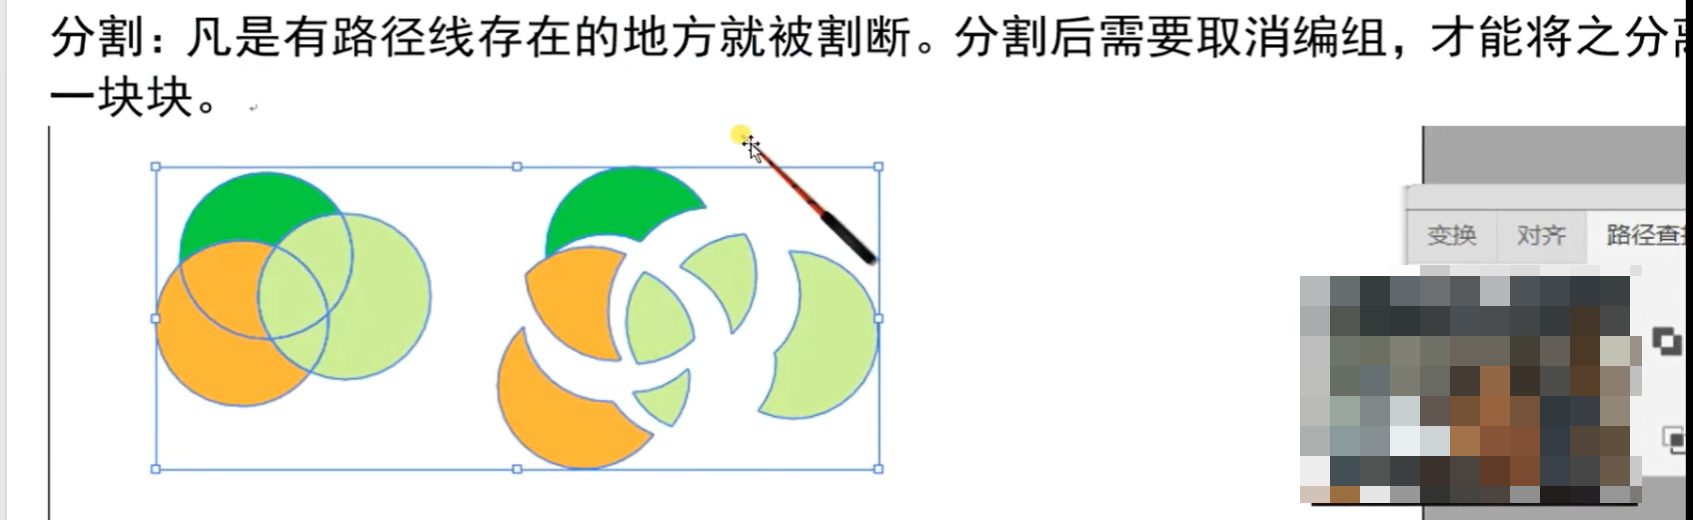 分割：凡是有路径线存在的地方就被割断。分割后需要取消编组，才能将之分离
一块块。
变换 对齐 路径查找